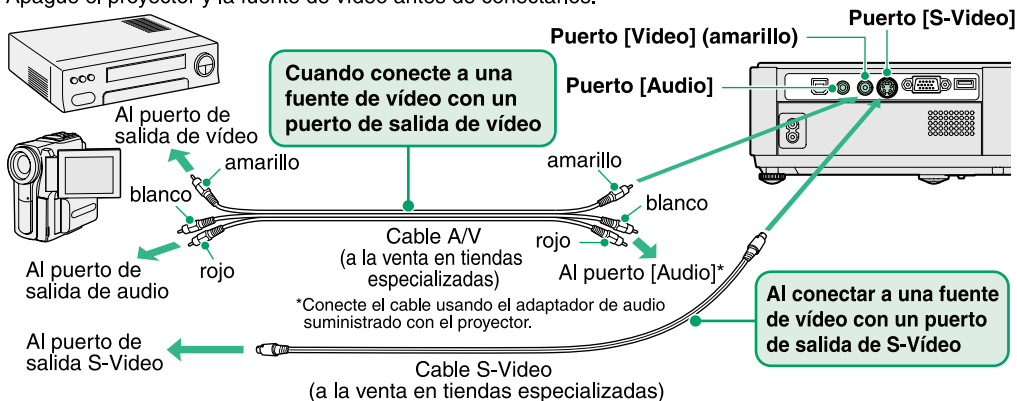 Apague el proyector y la fuente de vídeo antes de conectarlos.
Puerto [S-Video]
Puerto [Video] (amarillo)
Puerto [Audio]
Cuando conecte a una
fuente de vídeo con un
puerto de salida de vídeo
Al puerto de
salida de vídeo
amarillo
blanco
rojo
Al puerto de
salida de audio
amarillo
blanco
rojo
Cable A/V
(a la venta en tiendas
especializadas)
Al puerto [Audio]*
*Conecte el cable usando el adaptador de audio
suministrado con el proyector.
Al conectar a una fuente
de vídeo con un puerto
de salida de S-Vídeo
Al puerto de
salida S-Video
Cable S-Video
(a la venta en tiendas especializadas)